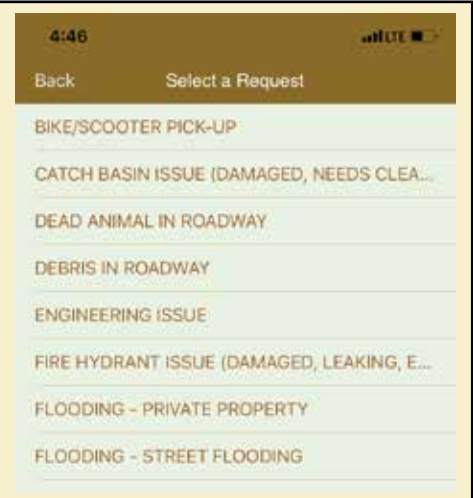 4:46 LTE
Back Select a Request
BIKE/SCOOTER PICK-UP
CATCH BASIN ISSUE (DAMAGED, NEEDS CLEA...
DEAD ANIMAL IN ROADWAY
DEBRIS IN ROADWAY
ENGINEERING ISSUE
FIRE HYDRANT ISSUE (DAMAGED, LEAKING, E...
FLOODING - PRIVATE PROPERTY
FLOODING - STREET FLOODING